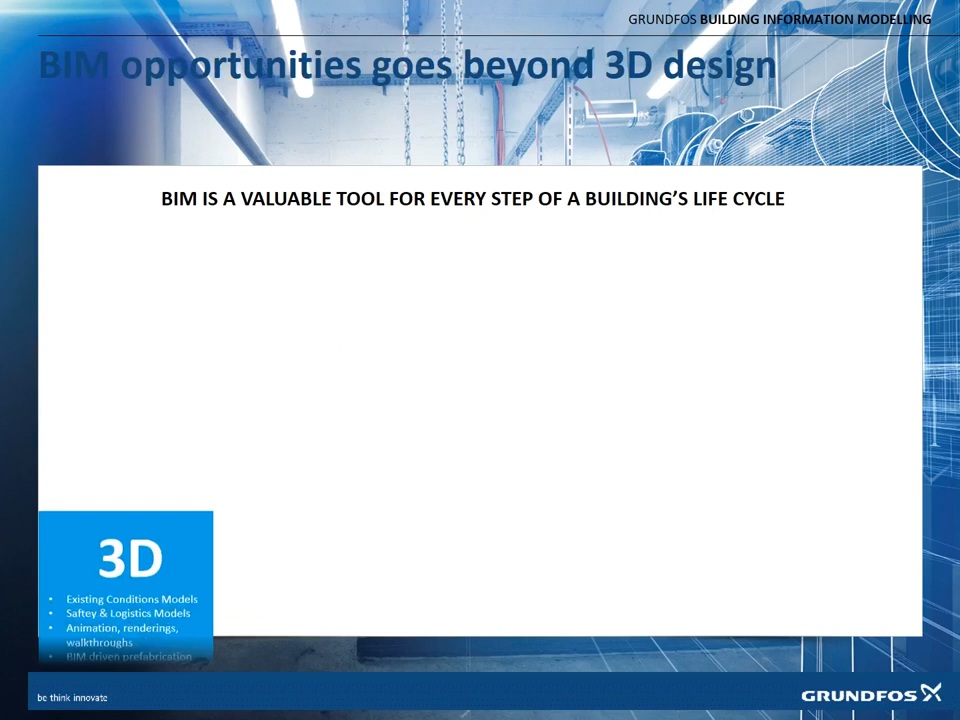 GRUNDFOS BUILDING INFORMATION MODELLING
BIM opportunities goes beyond 3D design
BIM IS A VALUABLE TOOL FOR EVERY STEP OF A BUILDING’S LIFE CYCLE
3D
• Existing Conditions Models
• Saftey & Logistics Models
• Animation, renderings,
walkthroughs
• BIM driven prefabrication
be think innovate
GRUNDFOS